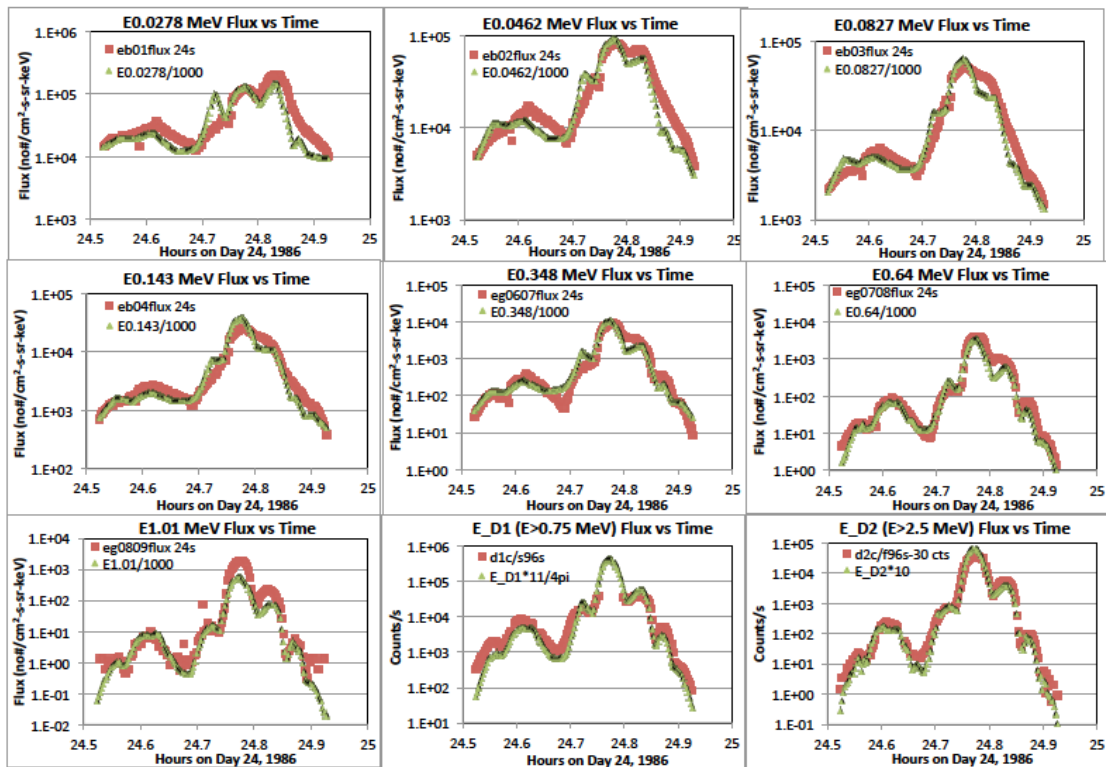 E0.0278 MeV Flux vs Time
1.E+06
1.E+05
1.E+04
1.E+03
Flux (no#/cm²-s-sr-keV)
eb01flux 24s
E0.0278/1000
24.5 24.6 24.7 24.8 24.9 25
Hours on Day 24, 1986
E0.0462 MeV Flux vs Time
1.E+05
1.E+04
1.E+03
Flux (no#/cm²-s-sr-keV)
eb02flux 24s
E0.0462/1000
24.5 24.6 24.7 24.8 24.9 25
Hours on Day 24, 1986
E0.0827 MeV Flux vs Time
1.E+05
1.E+04
1.E+03
Flux (no#/cm²-s-sr-keV)
eb03flux 24s
E0.0827/1000
24.5 24.6 24.7 24.8 24.9 25
Hours on Day 24, 1986
E0.143 MeV Flux vs Time
1.E+05
1.E+04
1.E+03
1.E+02
Flux (no#/cm²-s-sr-keV)
eb04flux 24s
E0.143/1000
24.5 24.6 24.7 24.8 24.9 25
Hours on Day 24, 1986
E0.348 MeV Flux vs Time
1.E+05
1.E+04
1.E+03
1.E+02
1.E+01
1.E+00
Flux (no#/cm²-s-sr-keV)
eg0607flux 24s
E0.348/1000
24.5 24.6 24.7 24.8 24.9 25
Hours on Day 24, 1986
E0.64 MeV Flux vs Time
1.E+05
1.E+04
1.E+03
1.E+02
1.E+01
1.E+00
Flux (no#/cm²-s-sr-keV)
eg0708flux 24s
E0.64/1000
24.5 24.6 24.7 24.8 24.9 25
Hours on Day 24, 1986
E1.01 MeV Flux vs Time
1.E+04
1.E+03
1.E+02
1.E+01
1.E+00
1.E-01
1.E-02
Flux (no#/cm²-s-sr-keV)
eg0809flux 24s
E1.01/1000
24.5 24.6 24.7 24.8 24.9 25
Hours on Day 24, 1986
E_D1 (E>0.75 MeV) Flux vs Time
1.E+06
1.E+05
1.E+04
1.E+03
1.E+02
1.E+01
Counts/s
d1c/s96s
E_D1*11/4pi
24.5 24.6 24.7 24.8 24.9 25
Hours on Day 24, 1986
E_D2 (E>2.5 MeV) Flux vs Time
1.E+05
1.E+04
1.E+03
1.E+02
1.E+01
1.E+00
1.E-01
Counts/s
d2c/f96s-30 cts
E_D2*10
24.5 24.6 24.7 24.8 24.9 25
Hours on Day 24, 1986